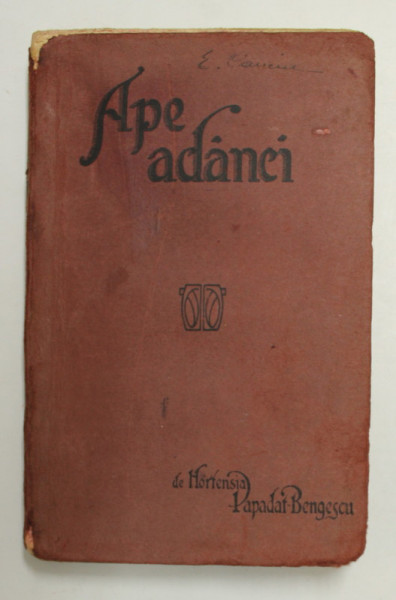 E.
Ape
adânci
de Hortensia
Papadat-Bengescu